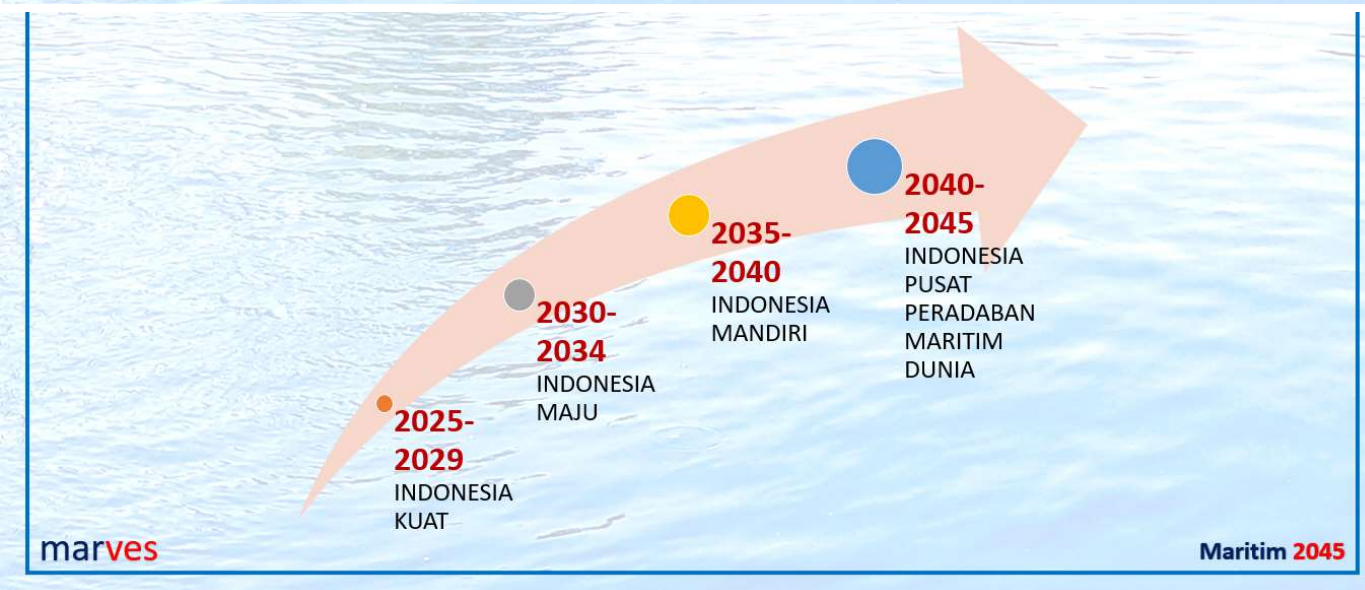 2025-
2029
INDONESIA
KUAT
2030-
2034
INDONESIA
MAJU
2035-
2040
INDONESIA
MANDIRI
2040-
2045
INDONESIA
PUSAT
PERADABAN
MARITIM
DUNIA
marves
Maritim 2045